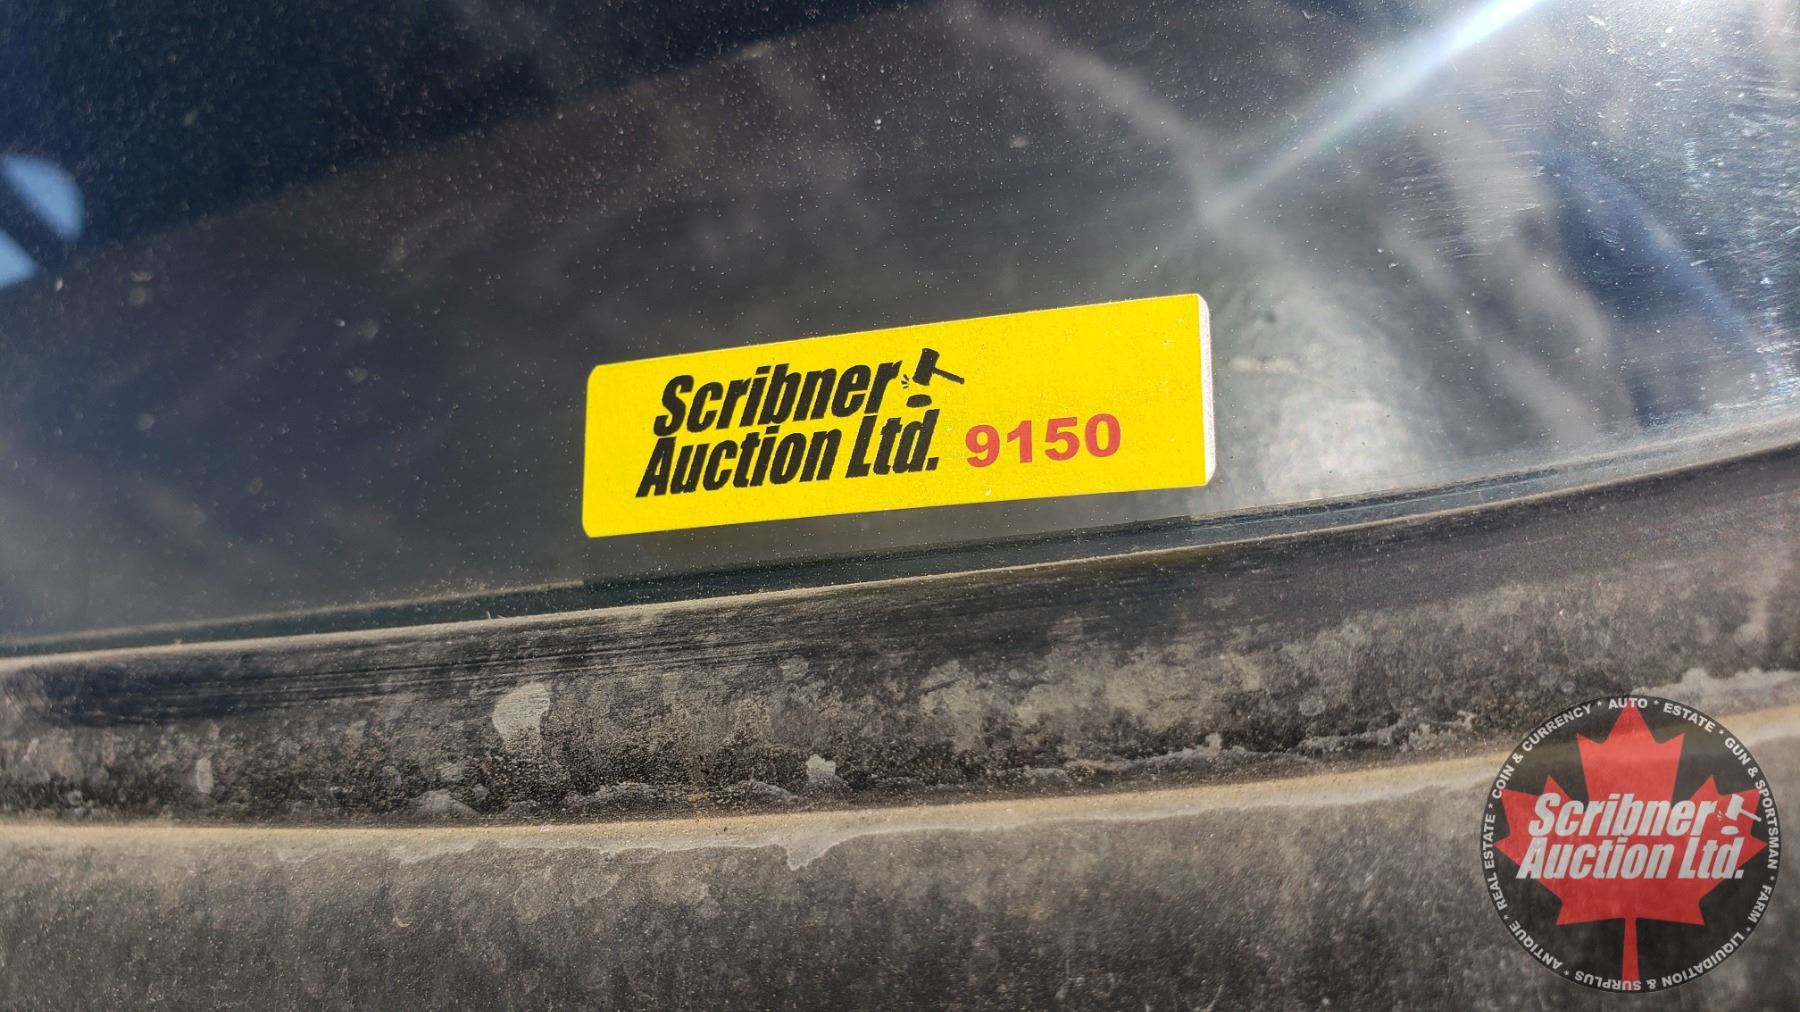 Scribner
Auction Ltd. 9150
COIN & CURRENCY * AUTO * ESTATE * GUN & SPORTSMAN * FARM * LIQUIDATION & SURPLUS * ANTIQUE * REAL ESTATE *
Scribner
Auction Ltd.